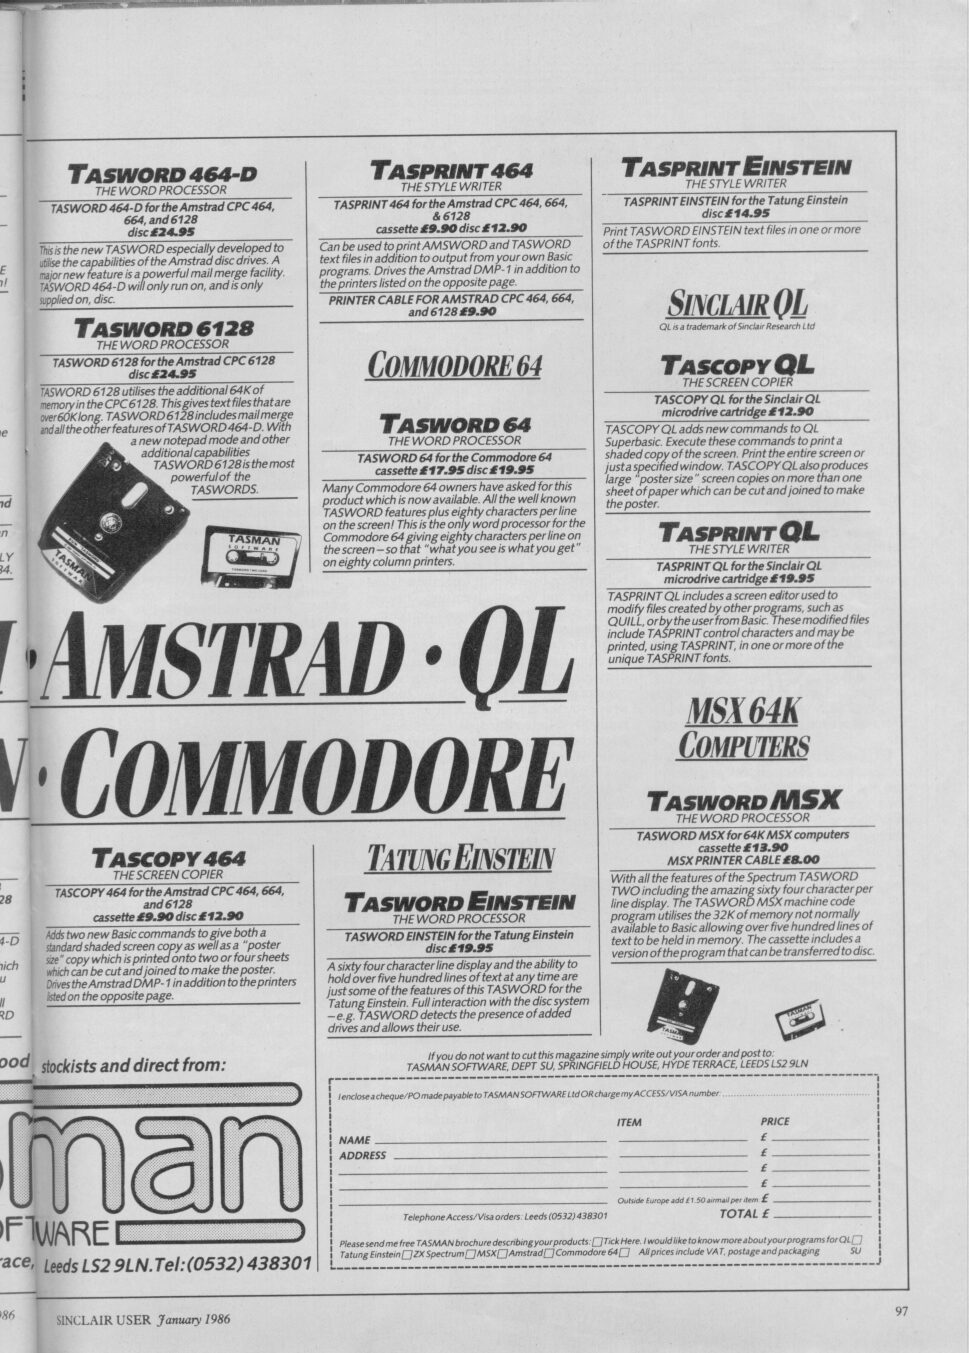 TASWORD 464-D
THE WORD PROCESSOR
TASWORD 464-D for the Amstrad CPC 464,
664, and 6128
disc £24.95
This is the new TASWORD especially developed to
utilise the capabilities of the Amstrad disc drives. A
major new feature is a powerful mail merge facility.
TASWORD 464-D will only run on, and is only
supplied on, disc.
TASWORD 6128
THE WORD PROCESSOR
TASWORD 6128 for the Amstrad CPC 6128
disc £24.95
TASWORD 6128 utilises the additional 64K of
memory in the CPC 6128. This gives text files that are
over 60K long. TASWORD 6128 includes mail merge
and all the other features of TASWORD 464-D. With
a new notepad mode and other
additional capabilities
TASWORD 6128 is the most
powerful of the
TASWORDS.
TASMAN
SOFTWARE
TASMAN
SOFTWARE
TASPRINT 464
THE STYLE WRITER
TASPRINT 464 for the Amstrad CPC 464, 664,
& 6128
cassette £9.90 disc £12.90
Can be used to print AMSWORD and TASWORD
text files in addition to output from your own Basic
programs. Drives the Amstrad DMP-1 in addition to
the printers listed on the opposite page.
PRINTER CABLE FOR AMSTRAD CPC 464, 664,
and 6128 £9.90
COMMODORE 64
TASWORD 64
THE WORD PROCESSOR
TASWORD 64 for the Commodore 64
cassette £17.95 disc £19.95
Many Commodore 64 owners have asked for this
product which is now available. All the well known
TASWORD features plus eighty characters per line
on the screen! This is the only word processor for the
Commodore 64 giving eighty characters per line on
the screen – so that "what you see is what you get"
on eighty column printers.
· AMSTRAD · QL
· COMMODORE
TASCOPY 464
THE SCREEN COPIER
TASCOPY 464 for the Amstrad CPC 464, 664,
and 6128
cassette £9.90 disc £12.90
Adds two new Basic commands to give both a
standard shaded screen copy as well as a "poster
size" copy which is printed onto two or four sheets
which can be cut and joined to make the poster.
Drives the Amstrad DMP-1 in addition to the printers
listed on the opposite page.
TATUNG EINSTEIN
TASWORD EINSTEIN
THE WORD PROCESSOR
TASWORD EINSTEIN for the Tatung Einstein
disc £19.95
A sixty four character line display and the ability to
hold over five hundred lines of text at any time are
just some of the features of this TASWORD for the
Tatung Einstein. Full interaction with the disc system
– e.g. TASWORD detects the presence of added
drives and allows their use.
TASPRINT EINSTEIN
THE STYLE WRITER
TASPRINT EINSTEIN for the Tatung Einstein
disc £14.95
Print TASWORD EINSTEIN text files in one or more
of the TASPRINT fonts.
SINCLAIR QL
QL is a trademark of Sinclair Research Ltd
TASCOPY QL
THE SCREEN COPIER
TASCOPY QL for the Sinclair QL
microdrive cartridge £12.90
TASCOPY QL adds new commands to QL
Superbasic. Execute these commands to print a
shaded copy of the screen. Print the entire screen or
just a specified window. TASCOPY QL also produces
large "poster size" screen copies on more than one
sheet of paper which can be cut and joined to make
the poster.
TASPRINT QL
THE STYLE WRITER
TASPRINT QL for the Sinclair QL
microdrive cartridge £19.95
TASPRINT QL includes a screen editor used to
modify files created by other programs, such as
QUILL, or by the user from Basic. These modified files
include TASPRINT control characters and may be
printed, using TASPRINT, in one or more of the
unique TASPRINT fonts.
MSX 64K
COMPUTERS
TASWORD MSX
THE WORD PROCESSOR
TASWORD MSX for 64K MSX computers
cassette £13.90
MSX PRINTER CABLE £8.00
With all the features of the Spectrum TASWORD
TWO including the amazing sixty four character per
line display. The TASWORD MSX machine code
program utilises the 32K of memory not normally
available to Basic allowing over five hundred lines of
text to be held in memory. The cassette includes a
version of the program that can be transferred to disc.
TASMAN
TASMAN
stockists and direct from:
man
SOFTWARE
Leeds LS2 9LN. Tel: (0532) 438301
If you do not want to cut this magazine simply write out your order and post to:
TASMAN SOFTWARE, DEPT SU, SPRINGFIELD HOUSE, HYDE TERRACE, LEEDS LS2 9LN
I enclose a cheque/PO made payable to TASMAN SOFTWARE Ltd OR charge my ACCESS/VISA number:
ITEM PRICE
NAME £
ADDRESS £
£
£
Outside Europe add £1.50 airmail per item £
Telephone Access/Visa orders: Leeds (0532) 438301 TOTAL £
Please send me free TASMAN brochure describing your products: Tick Here. I would like to know more about your programs for QL
Tatung Einstein ZX Spectrum MSX Amstrad Commodore 64 All prices include VAT, postage and packaging SU
SINCLAIR USER January 1986
97